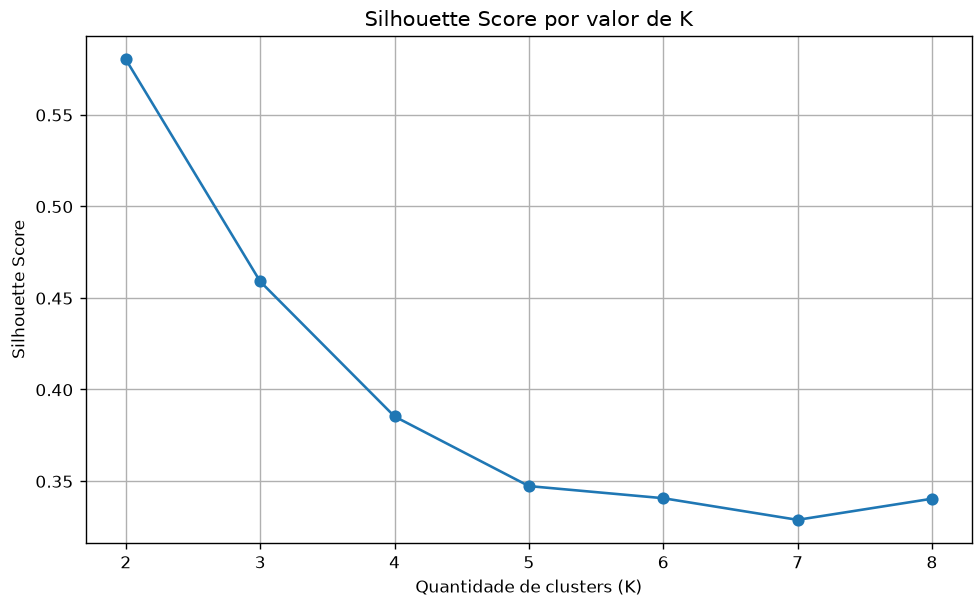 Silhouette Score por valor de K
Silhouette Score
0.55
0.50
0.45
0.40
0.35
2 3 4 5 6 7 8
Quantidade de clusters (K)